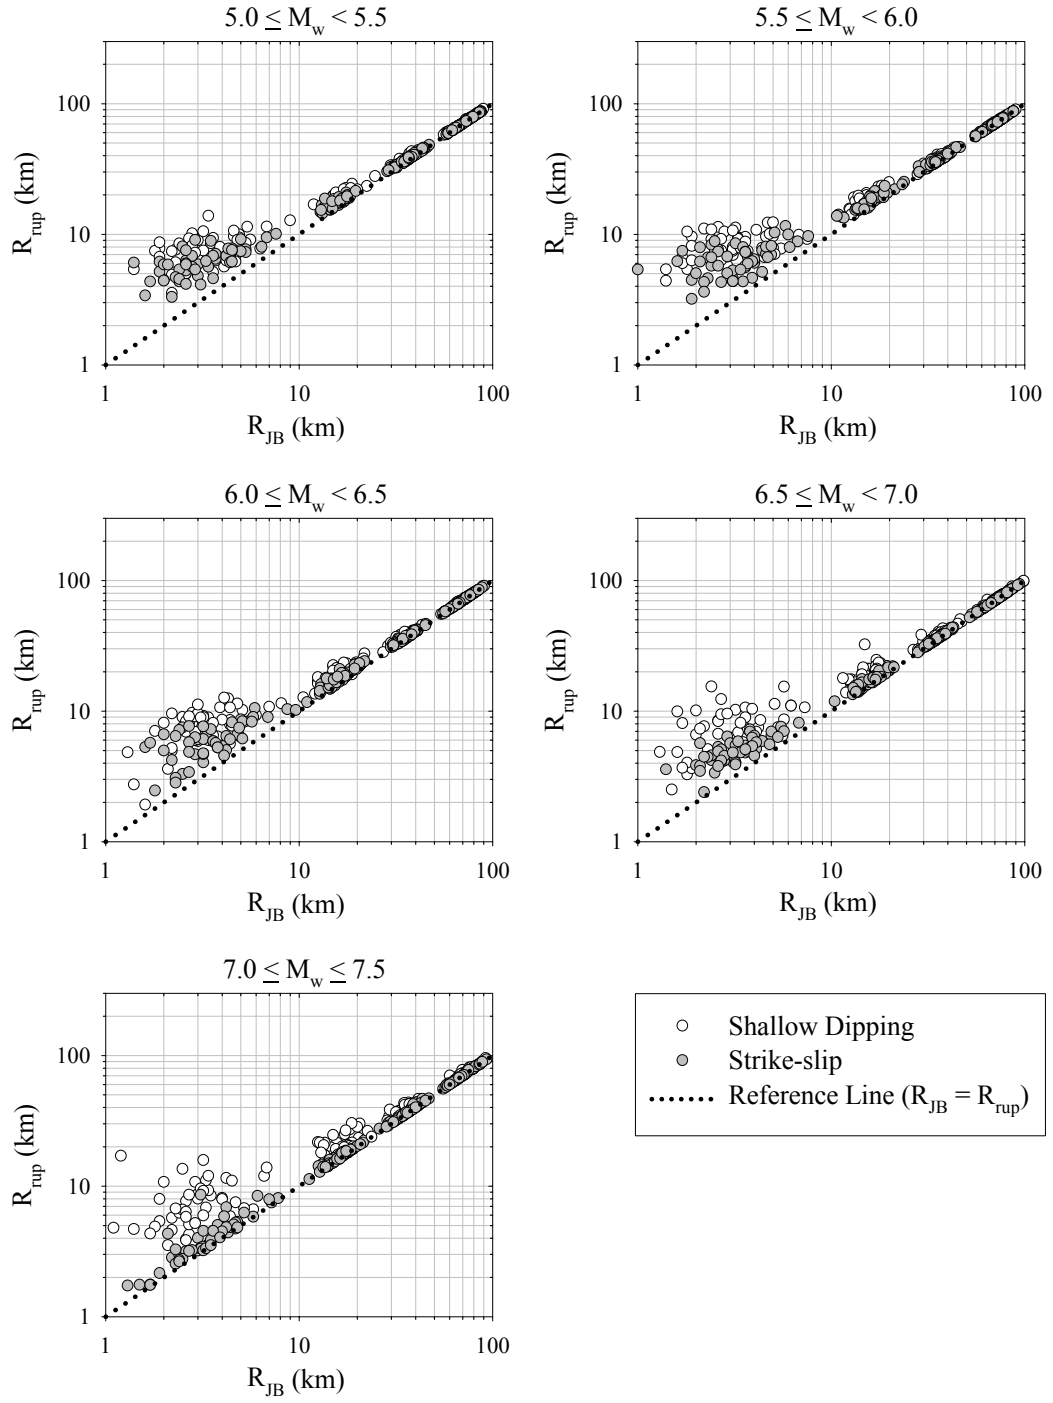 5.0 ≤ Mw < 5.5
100
10
1
Rrup (km)
1 10 100
RJB (km)
5.5 ≤ Mw < 6.0
100
10
1
Rrup (km)
1 10 100
RJB (km)
6.0 ≤ Mw < 6.5
100
10
1
Rrup (km)
1 10 100
RJB (km)
6.5 ≤ Mw < 7.0
100
10
1
Rrup (km)
1 10 100
RJB (km)
7.0 ≤ Mw ≤ 7.5
100
10
1
Rrup (km)
1 10 100
RJB (km)
Shallow Dipping
Strike-slip
Reference Line (RJB = Rrup)